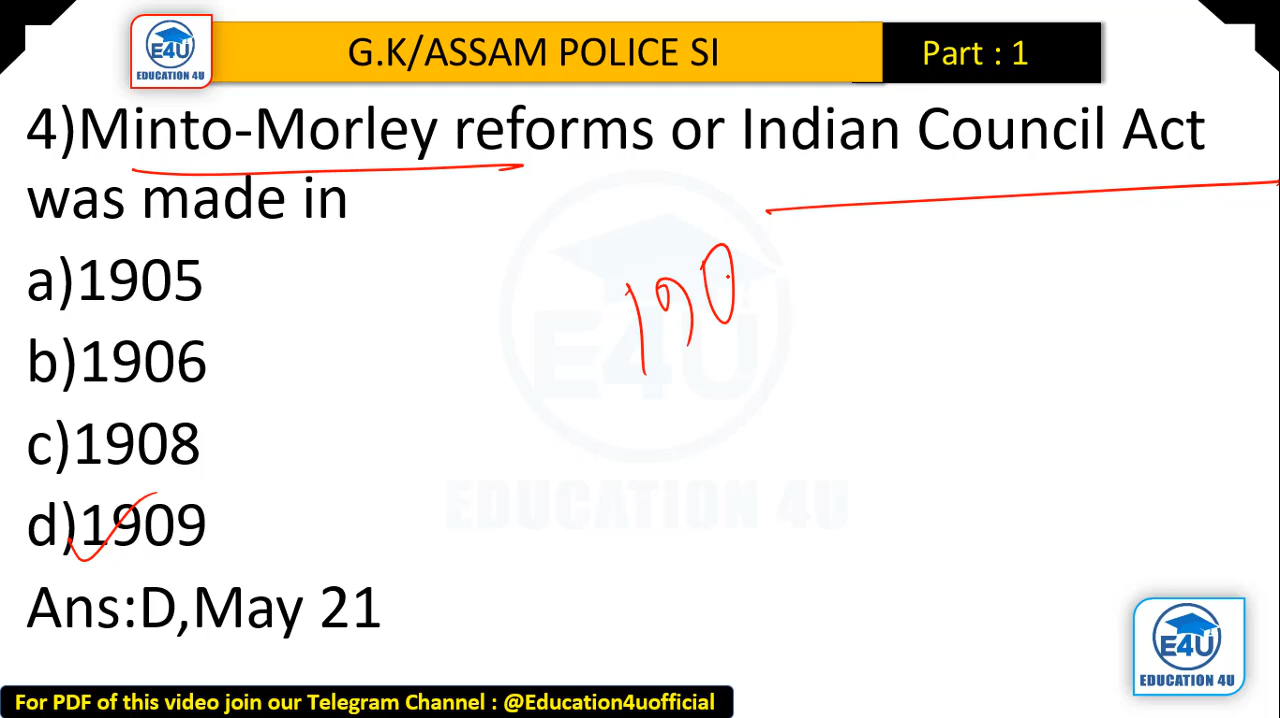 E4U
EDUCATION 4U
G.K/ASSAM POLICE SI
Part : 1
4)Minto-Morley reforms or Indian Council Act
was made in
a)1905
190
b)1906
c)1908
d)1909
Ans:D,May 21
E4U
EDUCATION 4U
E4U
EDUCATION 4U
For PDF of this video join our Telegram Channel : @Education4uofficial